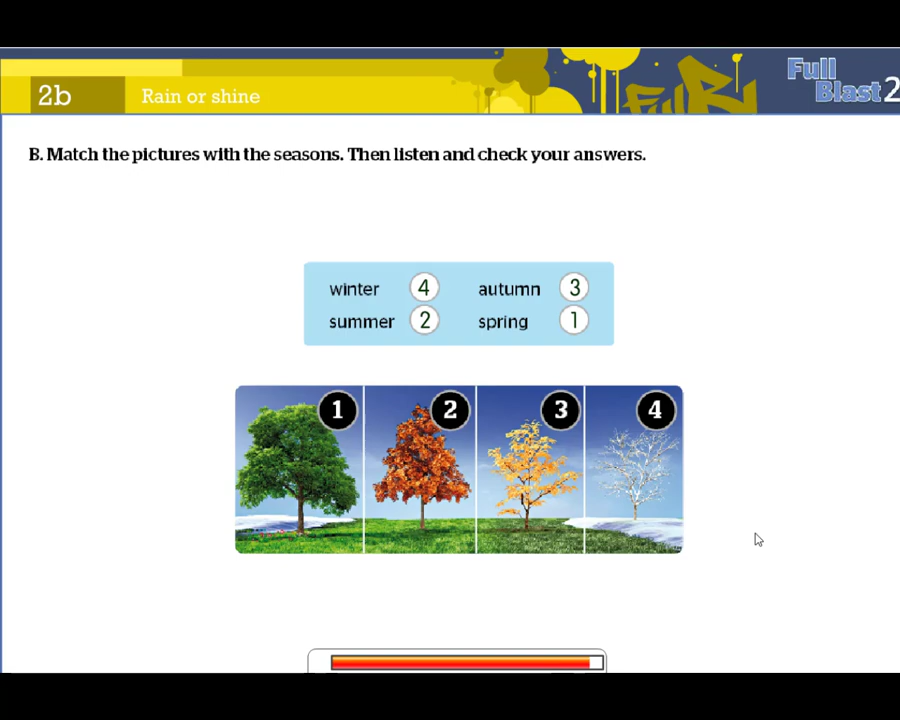 2b Rain or shine
Full
Blast 2
B. Match the pictures with the seasons. Then listen and check your answers.
winter 4 autumn 3
summer 2 spring 1
1 2 3 4